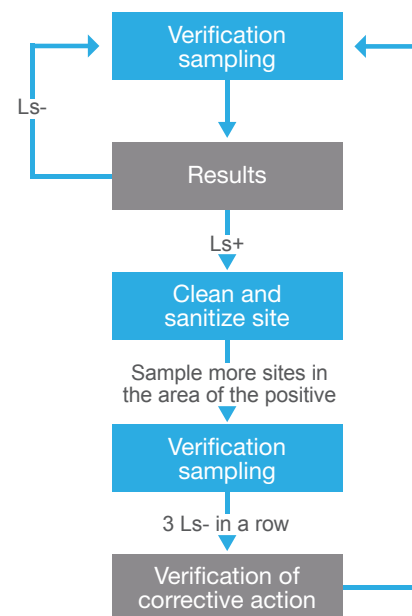 Verification
sampling
Ls-
Results
Ls+
Clean and
sanitize site
Sample more sites in
the area of the positive
Verification
sampling
3 Ls- in a row
Verification of
corrective action